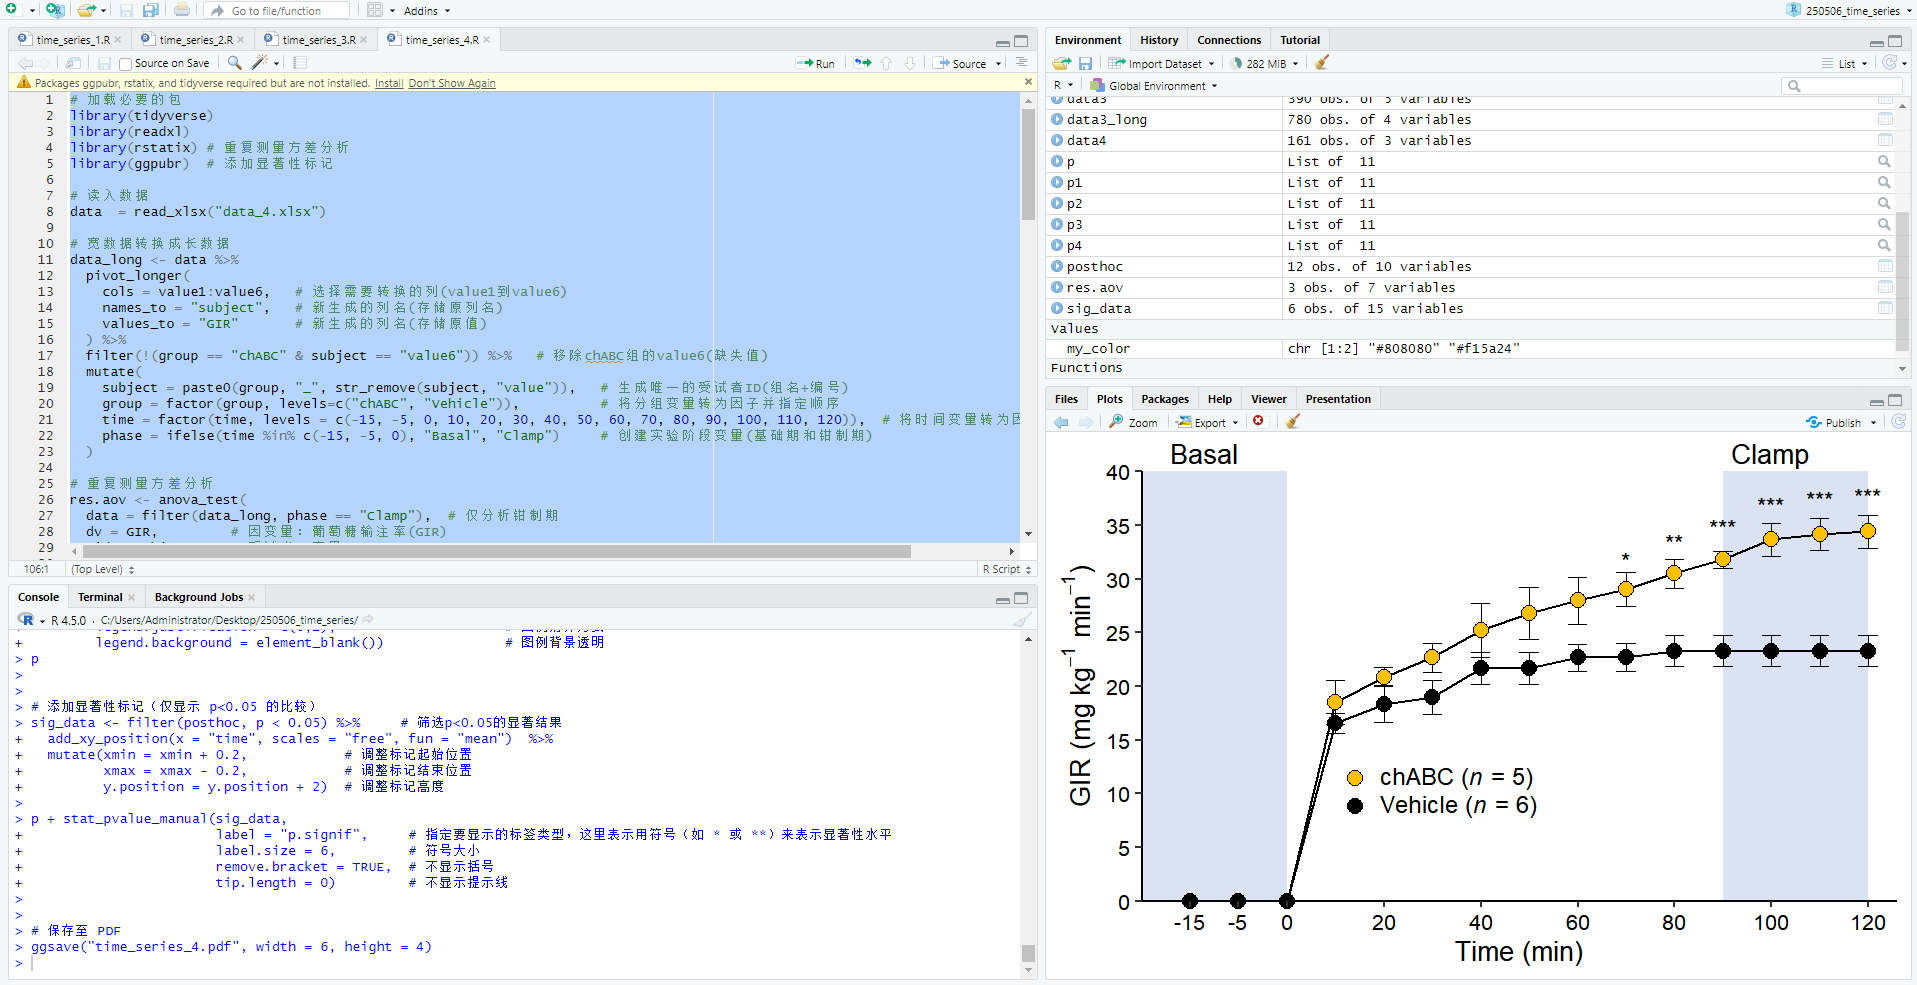 Go to file/function
Addins
250506_time_series
time_series_1.R
time_series_2.R
time_series_3.R
time_series_4.R
Source on Save
Run
Source
Packages ggpubr, rstatix, and tidyverse required but are not installed. Install Don't Show Again
1 # 加载必要的包
2 library(tidyverse)
3 library(readxl)
4 library(rstatix) # 重复测量方差分析
5 library(ggpubr)  # 添加显著性标记
6
7 # 读入数据
8 data  = read_xlsx("data_4.xlsx")
9
10 # 宽数据转换成长数据
11 data_long <- data %>%
12   pivot_longer(
13     cols = value1:value6,   # 选择需要转换的列(value1到value6)
14     names_to = "subject",   # 新生成的列名(存储原列名)
15     values_to = "GIR"       # 新生成的列名(存储原值)
16   ) %>%
17   filter(!(group == "chABC" & subject == "value6")) %>%   # 移除chABC组的value6(缺失值)
18   mutate(
19     subject = paste0(group, "_", str_remove(subject, "value")),   # 生成唯一的受试者ID(组名+编号)
20     group = factor(group, levels=c("chABC", "Vehicle")),          # 将分组变量转为因子并指定顺序
21     time = factor(time, levels = c(-15, -5, 0, 10, 20, 30, 40, 50, 60, 70, 80, 90, 100, 110, 120)),   # 将时间变量转为因
22     phase = ifelse(time %in% c(-15, -5, 0), "Basal", "Clamp")     # 创建实验阶段变量(基础期和钳制期)
23   )
24
25 # 重复测量方差分析
26 res.aov <- anova_test(
27   data = filter(data_long, phase == "Clamp"),  # 仅分析钳制期
28   dv = GIR,         # 因变量: 葡萄糖输注率(GIR)
29
106:1 (Top Level) R Script
Console Terminal Background Jobs
R 4.5.0 · C:/Users/Administrator/Desktop/250506_time_series/
+         legend.background = element_blank())               # 图例背景透明
> p
>
>
> # 添加显著性标记（仅显示 p<0.05 的比较）
> sig_data <- filter(posthoc, p < 0.05) %>%     # 筛选p<0.05的显著结果
+   add_xy_position(x = "time", scales = "free", fun = "mean")  %>%
+   mutate(xmin = xmin + 0.2,            # 调整标记起始位置
+          xmax = xmax - 0.2,            # 调整标记结束位置
+          y.position = y.position + 2)  # 调整标记高度
>
> p + stat_pvalue_manual(sig_data,
+                        label = "p.signif",     # 指定要显示的标签类型，这里表示用符号（如 * 或 **）来表示显著性水平
+                        label.size = 6,         # 符号大小
+                        remove.bracket = TRUE,  # 不显示括号
+                        tip.length = 0)         # 不显示提示线
>
>
> # 保存至 PDF
> ggsave("time_series_4.pdf", width = 6, height = 4)
>
Environment History Connections Tutorial
Import Dataset 282 MiB List
R Global Environment
data3 390 obs. of 5 variables
data3_long 780 obs. of 4 variables
data4 161 obs. of 3 variables
p List of  11
p1 List of  11
p2 List of  11
p3 List of  11
p4 List of  11
posthoc 12 obs. of 10 variables
res.aov 3 obs. of 7 variables
sig_data 6 obs. of 15 variables
Values
my_color chr [1:2] "#808080" "#f15a24"
Functions
Files Plots Packages Help Viewer Presentation
Zoom Export Publish
Basal Clamp
40
35
30
25
20
15
10
5
0
* ** *** *** *** ***
GIR (mg kg⁻¹ min⁻¹)
chABC (n = 5)
Vehicle (n = 6)
-15 -5 0 20 40 60 80 100 120
Time (min)